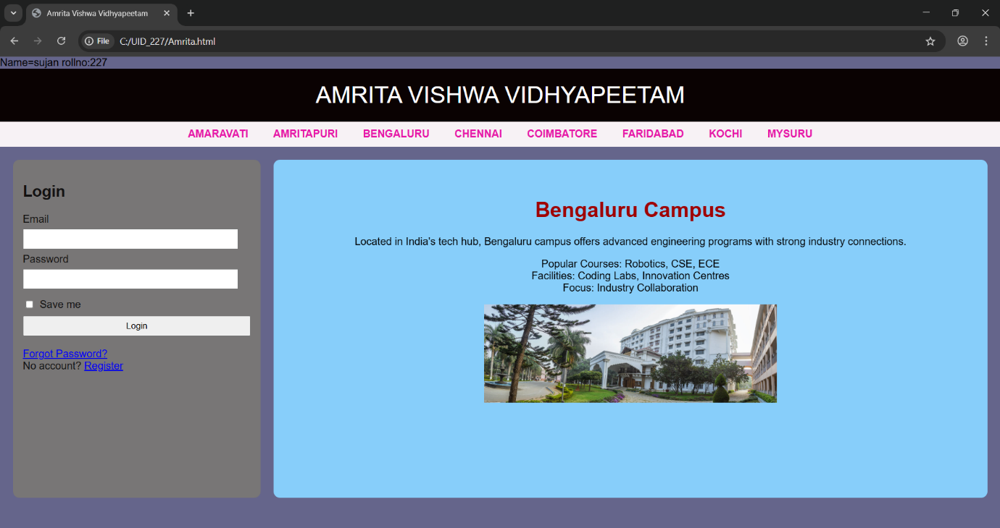 Amrita Vishwa Vidhyapeetam
File C:/UID_227/Amrita.html
Name=sujan rollno:227
AMRITA VISHWA VIDHYAPEETAM
AMARAVATI AMRITAPURI BENGALURU CHENNAI COIMBATORE FARIDABAD KOCHI MYSURU
Login
Email
Password
Save me
Login
Forgot Password?
No account? Register
Bengaluru Campus
Located in India's tech hub, Bengaluru campus offers advanced engineering programs with strong industry connections.
Popular Courses: Robotics, CSE, ECE
Facilities: Coding Labs, Innovation Centres
Focus: Industry Collaboration